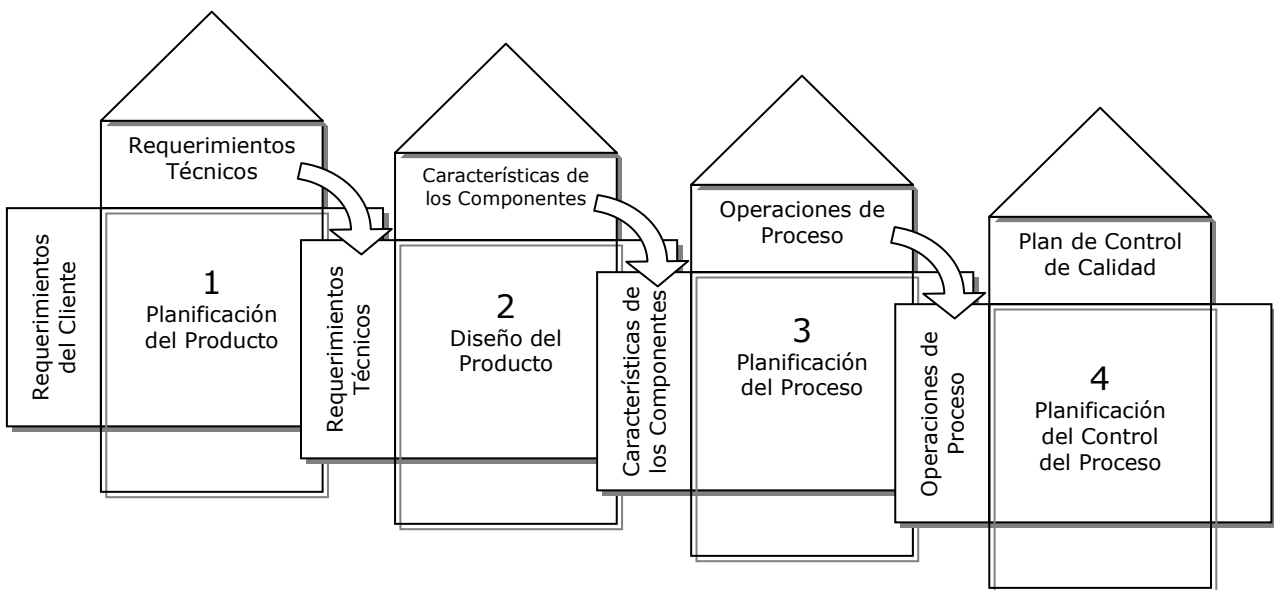 Requerimientos
Técnicos
Requerimientos
del Cliente
1
Planificación
del Producto
Características de
los Componentes
Requerimientos
Técnicos
2
Diseño del
Producto
Operaciones de
Proceso
Características de
los Componentes
3
Planificación
del Proceso
Plan de Control
de Calidad
Operaciones de
Proceso
4
Planificación
del Control
del Proceso